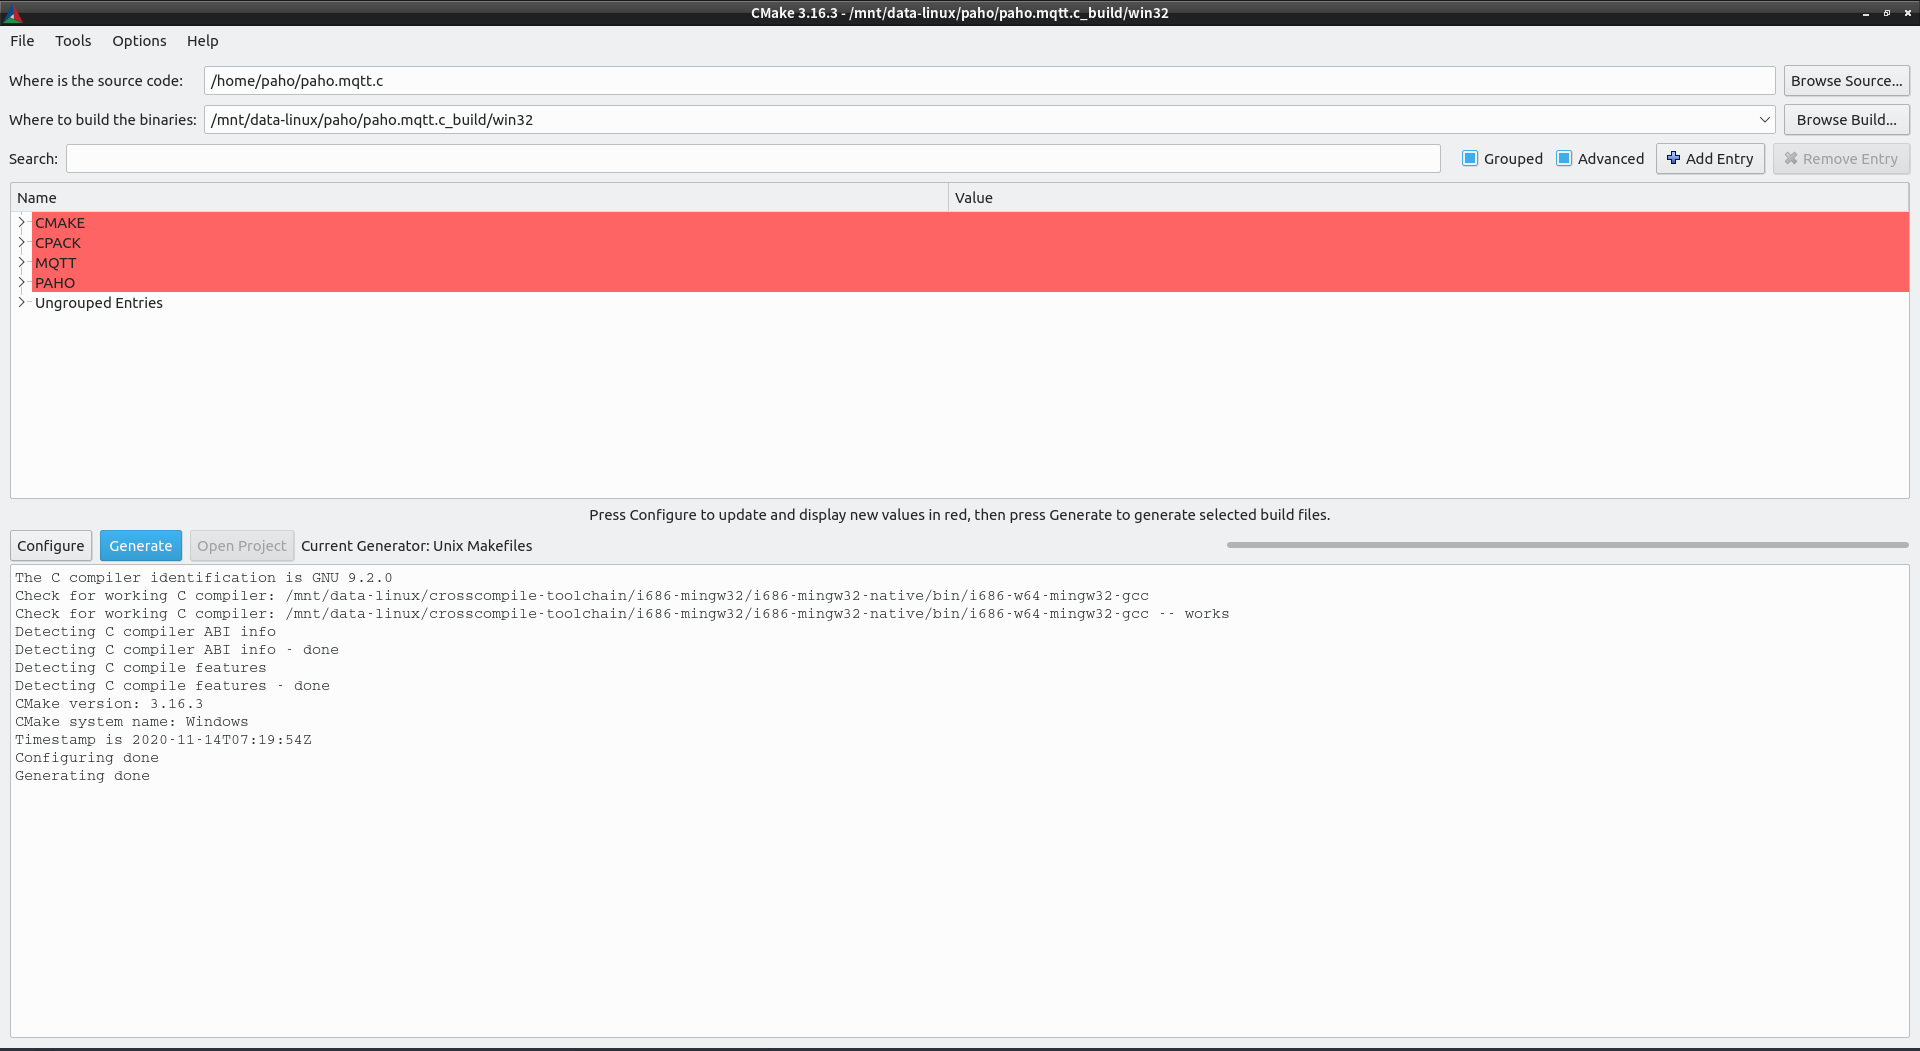 CMake 3.16.3 - /mnt/data-linux/paho/paho.mqtt.c_build/win32
File Tools Options Help
Where is the source code: /home/paho/paho.mqtt.c Browse Source...
Where to build the binaries: /mnt/data-linux/paho/paho.mqtt.c_build/win32 Browse Build...
Search: Grouped Advanced Add Entry Remove Entry
Name Value
CMAKE
CPACK
MQTT
PAHO
Ungrouped Entries
Press Configure to update and display new values in red, then press Generate to generate selected build files.
Configure Generate Open Project Current Generator: Unix Makefiles
The C compiler identification is GNU 9.2.0
Check for working C compiler: /mnt/data-linux/crosscompile-toolchain/i686-mingw32/i686-mingw32-native/bin/i686-w64-mingw32-gcc
Check for working C compiler: /mnt/data-linux/crosscompile-toolchain/i686-mingw32/i686-mingw32-native/bin/i686-w64-mingw32-gcc -- works
Detecting C compiler ABI info
Detecting C compiler ABI info - done
Detecting C compile features
Detecting C compile features - done
CMake version: 3.16.3
CMake system name: Windows
Timestamp is 2020-11-14T07:19:54Z
Configuring done
Generating done